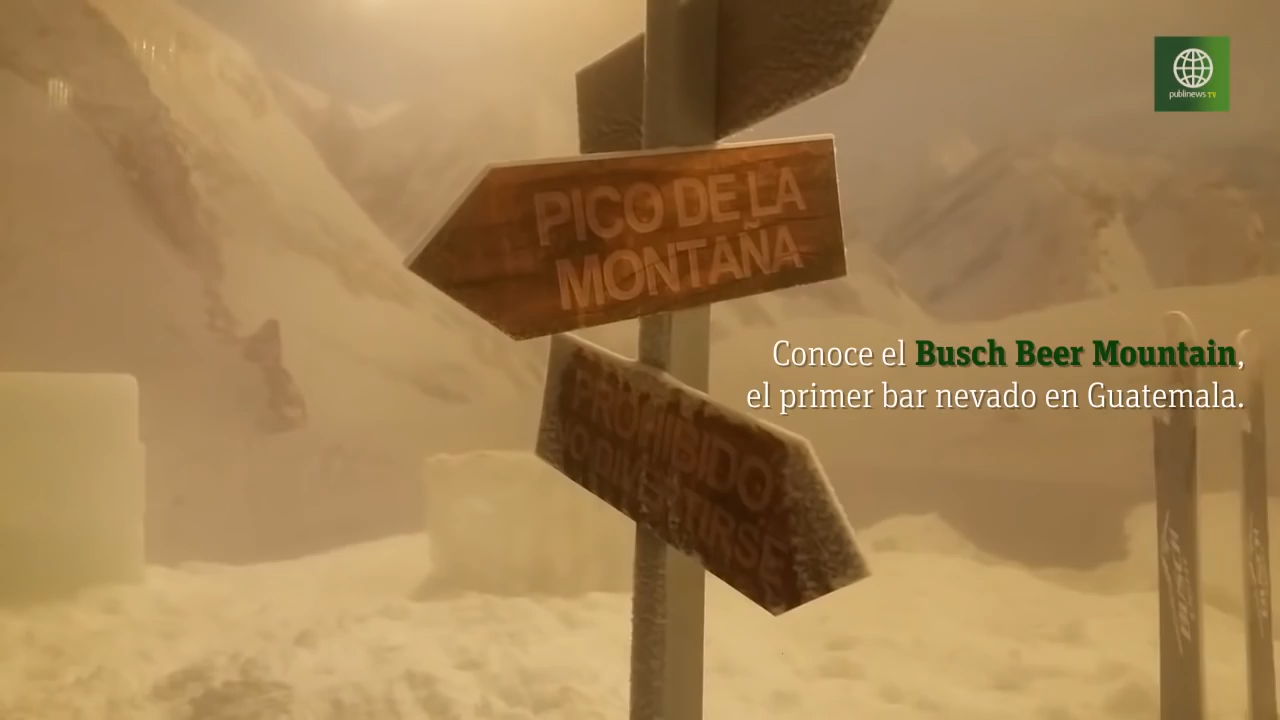 publinews TV
PICO DE LA
MONTAÑA
Conoce el Busch Beer Mountain,
el primer bar nevado en Guatemala.
PROHIBIDO
NO DIVERTIRSE